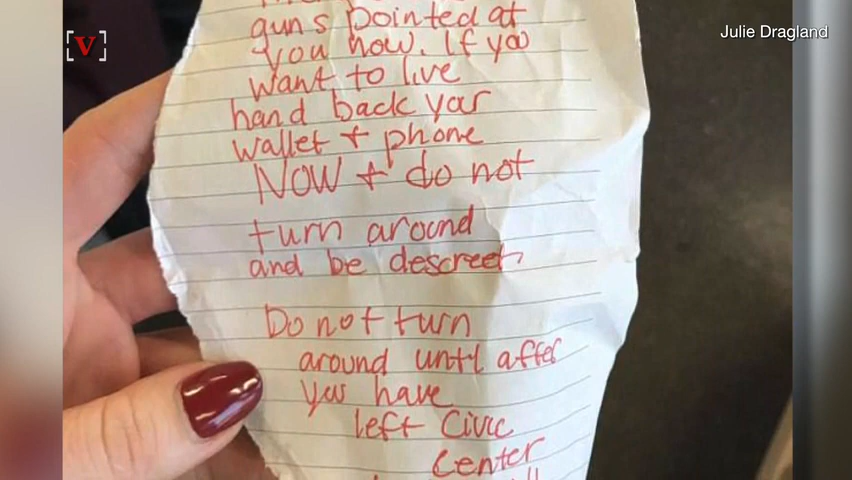 Julie Dragland
V
guns pointed at
you now. If you
want to live
hand back your
wallet + phone
NOW + do not
turn around
and be descreet,
Do not turn
around until after
you have
left Civic
Center